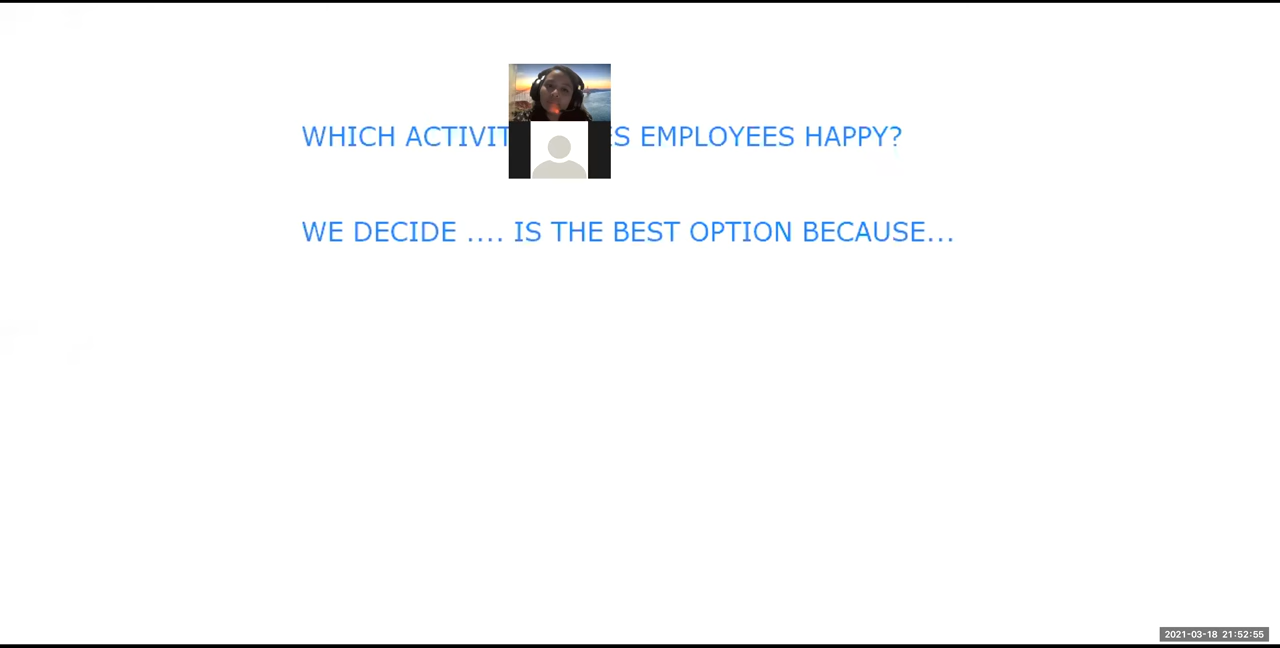 WHICH ACTIVIT ES EMPLOYEES HAPPY?
WE DECIDE .... IS THE BEST OPTION BECAUSE...
2021-03-18 21:52:55